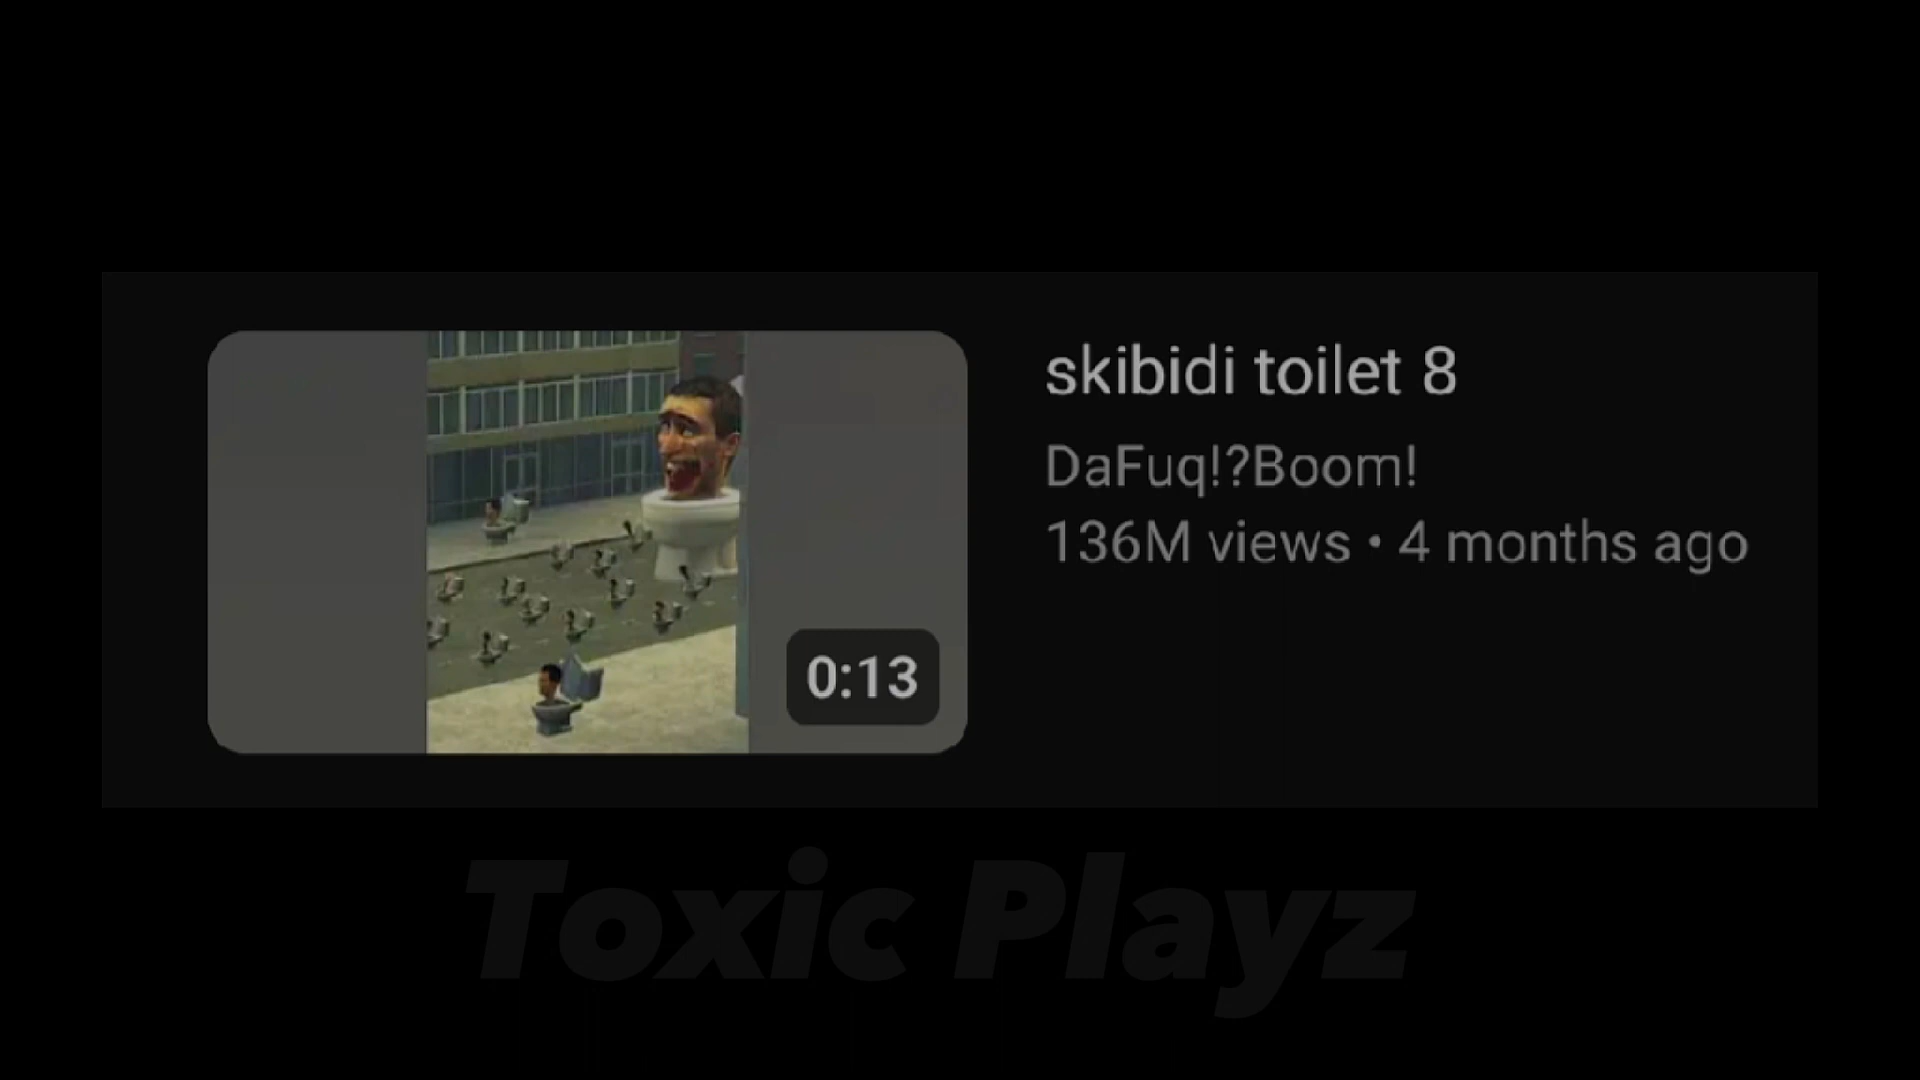 skibidi toilet 8
DaFuq!?Boom!
136M views • 4 months ago
0:13
Toxic Playz